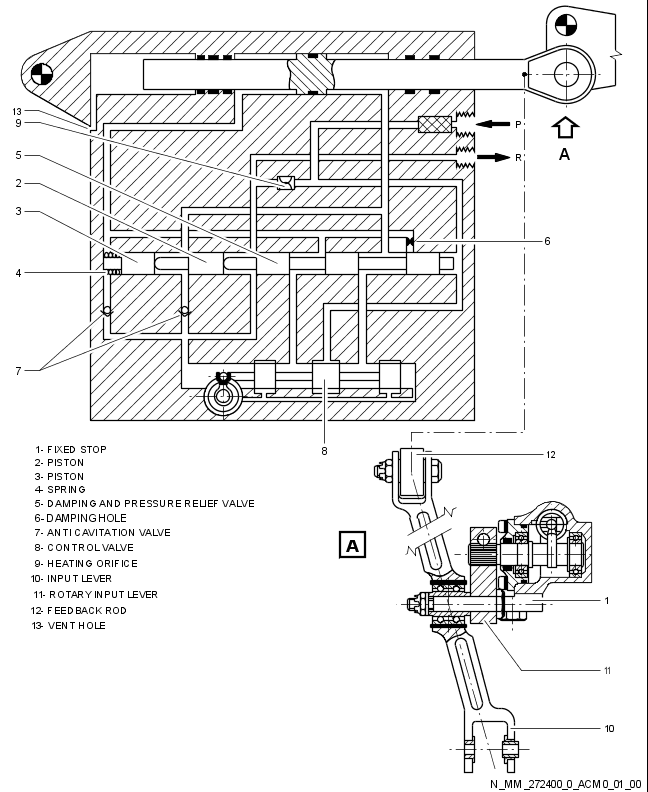 13
9
5
2
3
4
7
P
R
A
6
8
1- FIXED STOP
2- PISTON
3- PISTON
4- SPRING
5- DAMPING AND PRESSURE RELIEF VALVE
6- DAMPING HOLE
7- ANTI CAVITATION VALVE
8- CONTROL VALVE
9- HEATING ORIFICE
10- INPUT LEVER
11- ROTARY INPUT LEVER
12- FEEDBACK ROD
13- VENT HOLE
A
12
1
11
10
N_MM_272400_0_ACM0_01_00